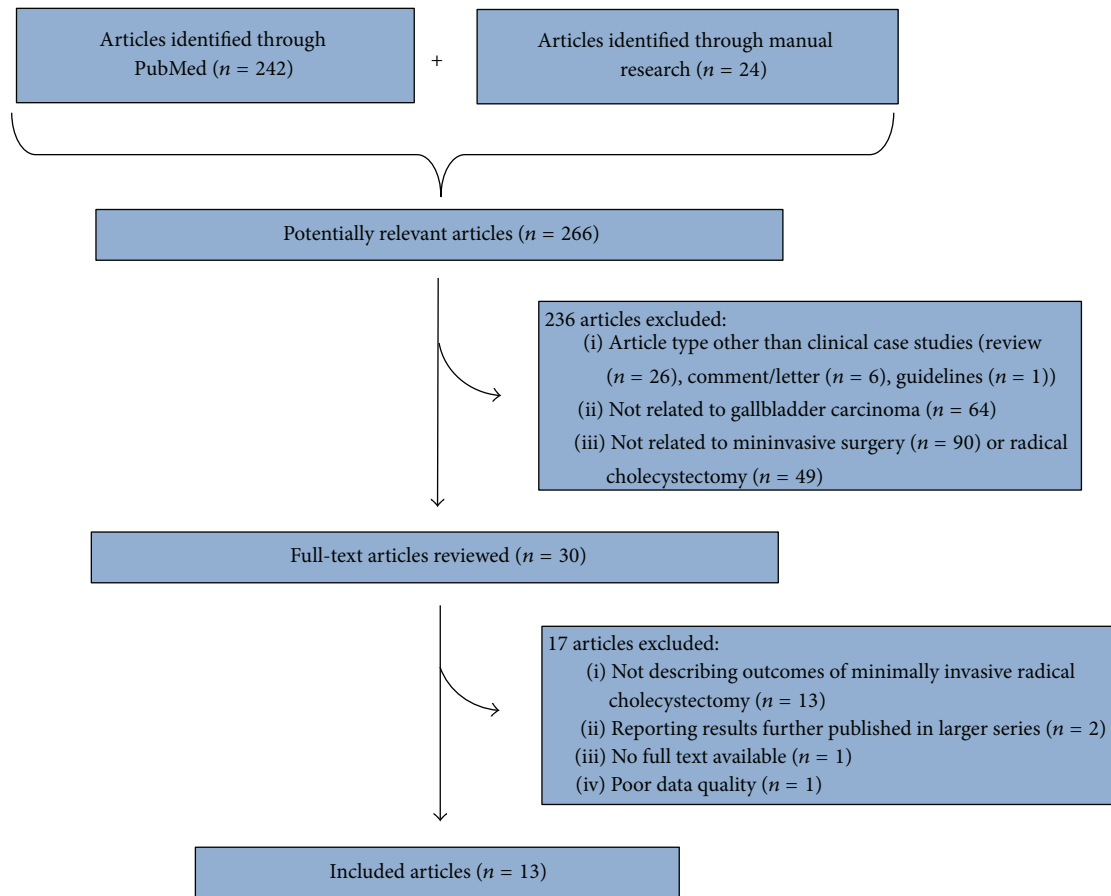 Articles identified through
PubMed (n = 242)
+
Articles identified through manual
research (n = 24)
Potentially relevant articles (n = 266)
236 articles excluded:
(i) Article type other than clinical case studies (review
(n = 26), comment/letter (n = 6), guidelines (n = 1))
(ii) Not related to gallbladder carcinoma (n = 64)
(iii) Not related to mininvasive surgery (n = 90) or radical
cholecystectomy (n = 49)
Full-text articles reviewed (n = 30)
17 articles excluded:
(i) Not describing outcomes of minimally invasive radical
cholecystectomy (n = 13)
(ii) Reporting results further published in larger series (n = 2)
(iii) No full text available (n = 1)
(iv) Poor data quality (n = 1)
Included articles (n = 13)